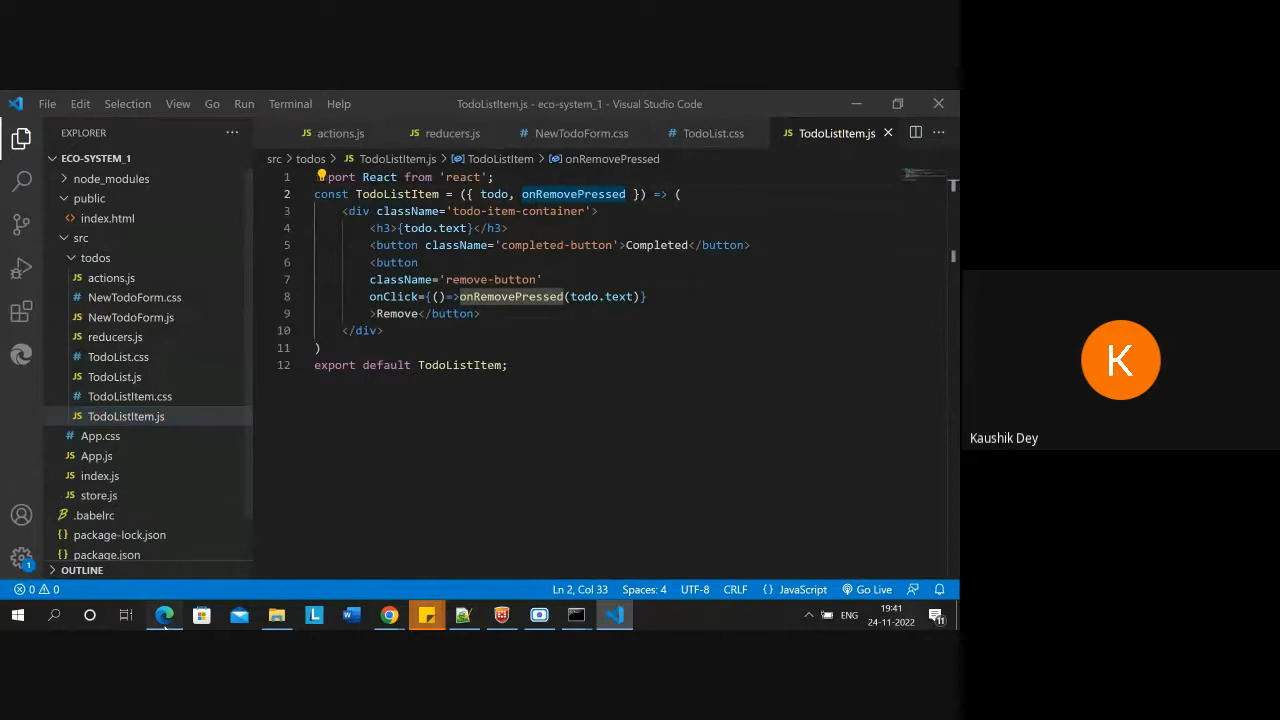 File Edit Selection View Go Run Terminal Help TodoListItem.js - eco-system_1 - Visual Studio Code
EXPLORER
ECO-SYSTEM_1
node_modules
public
index.html
src
todos
actions.js
NewTodoForm.css
NewTodoForm.js
reducers.js
TodoList.css
TodoList.js
TodoListItem.css
TodoListItem.js
App.css
App.js
index.js
store.js
.babelrc
package-lock.json
package.json
OUTLINE
actions.js reducers.js NewTodoForm.css TodoList.css TodoListItem.js
src > todos > JS TodoListItem.js > TodoListItem > onRemovePressed
1 port React from 'react';
2 const TodoListItem = ({ todo, onRemovePressed }) => (
3 <div className='todo-item-container'>
4 <h3>{todo.text}</h3>
5 <button className='completed-button'>Completed</button>
6 <button
7 className='remove-button'
8 onClick={()=>onRemovePressed(todo.text)}
9 >Remove</button>
10 </div>
11 )
12 export default TodoListItem;
0 0 Ln 2, Col 33 Spaces: 4 UTF-8 CRLF {} JavaScript Go Live
1
L
ENG
19:41
24-11-2022
11
K
Kaushik Dey